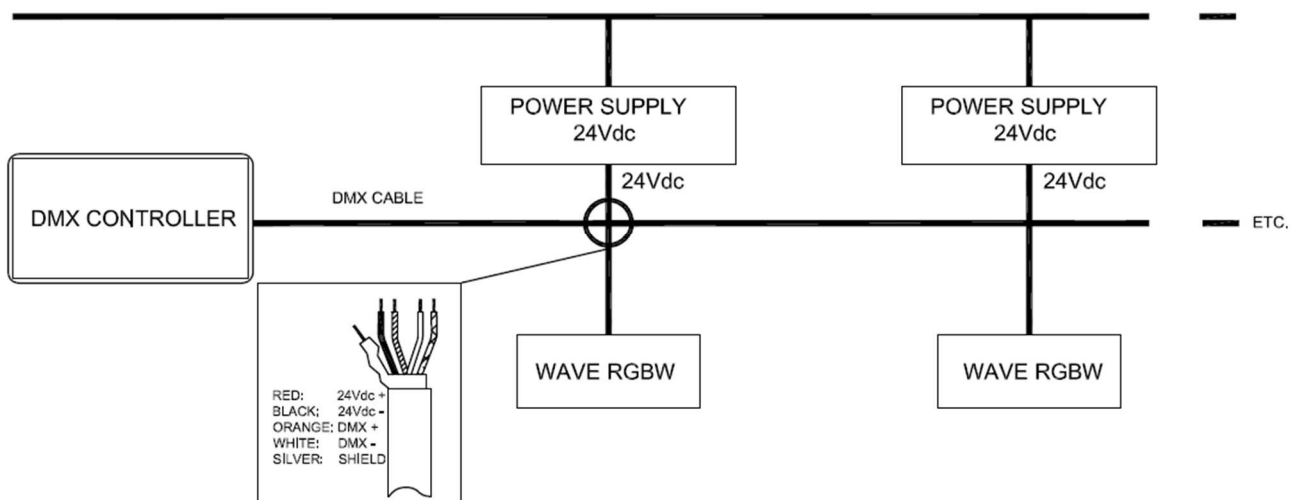 POWER SUPPLY
24Vdc
POWER SUPPLY
24Vdc
24Vdc
24Vdc
DMX CONTROLLER
DMX CABLE
ETC.
WAVE RGBW
WAVE RGBW
RED: 24Vdc +
BLACK: 24Vdc -
ORANGE: DMX +
WHITE: DMX -
SILVER: SHIELD